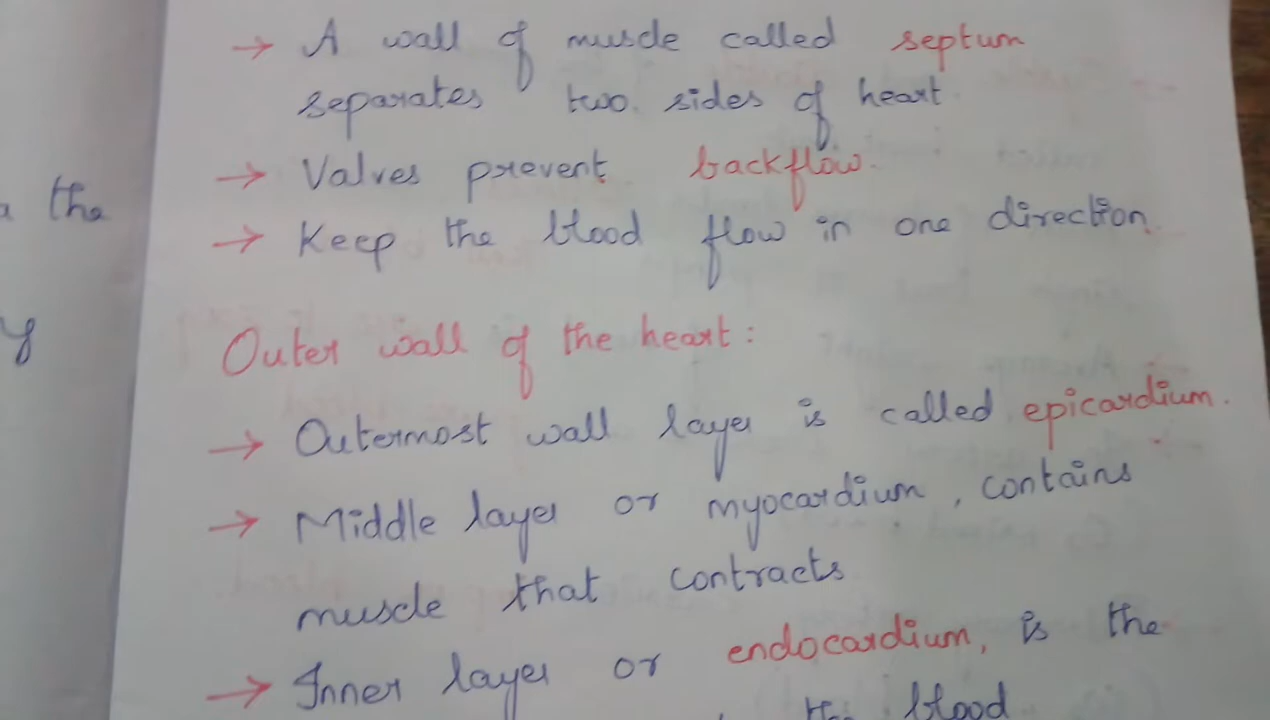 → A wall of muscle called septum
separates two sides of heart
→ Valves prevent backflow.
→ Keep the blood flow in one direction.
Outer wall of the heart:
→ Outermost wall layer is called epicardium.
→ Middle layer or myocardium, contains
muscle that contracts
→ Inner layer or endocardium, is the
the blood
the
y